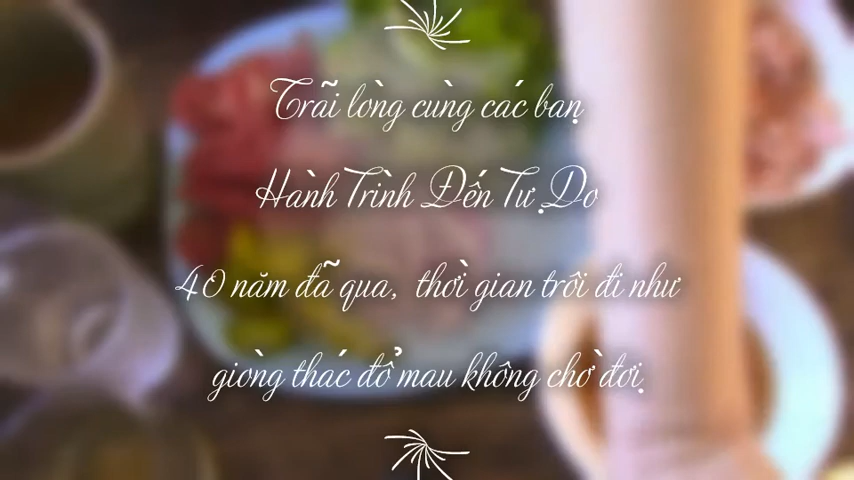 Trãi lòng cùng các bạn
Hành Trình Đến Tự Do
40 năm đã qua, thời gian trôi đi như
giòng thác đổ mau không chờ đợi